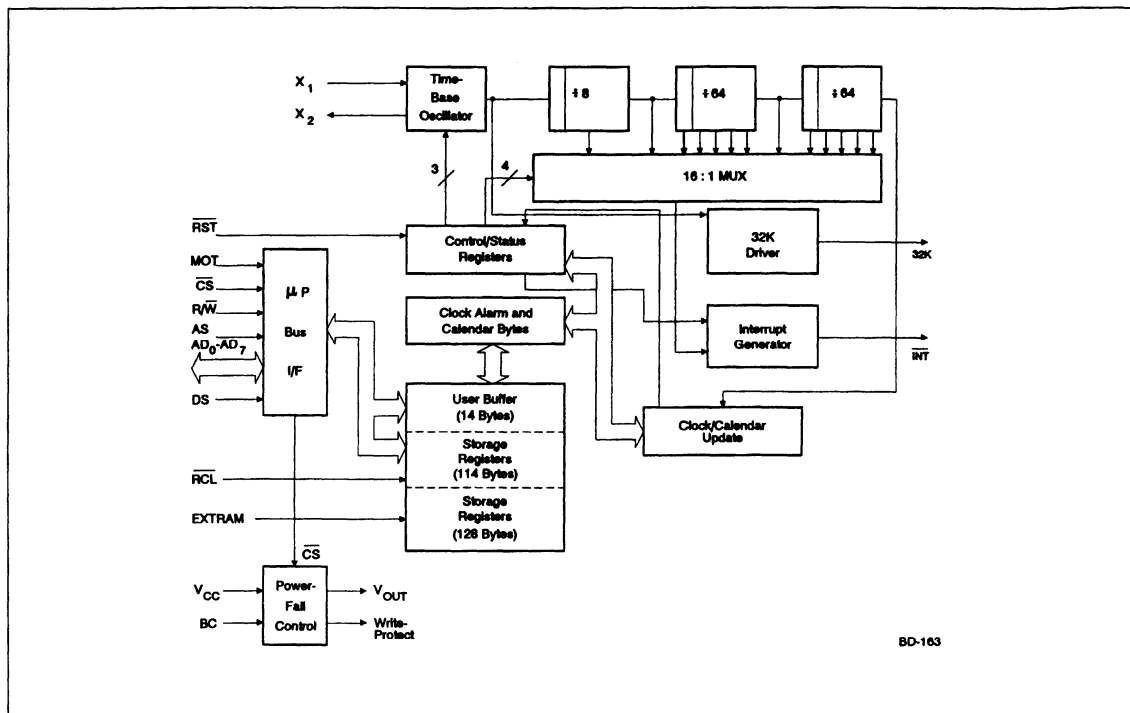 X1
X2
Time-
Base
Oscillator
÷ 8
÷ 64
÷ 64
3
4
16 : 1 MUX
RST
Control/Status
Registers
32K
Driver
32K
MOT
CS
R/W
AS
AD0-AD7
DS
µP
Bus
I/F
Clock Alarm and
Calendar Bytes
Interrupt
Generator
INT
User Buffer
(14 Bytes)
Clock/Calendar
Update
Storage
Registers
(114 Bytes)
RCL
Storage
Registers
(128 Bytes)
EXTRAM
CS
VCC
BC
Power-
Fail
Control
VOUT
Write-
Protect
BD-163